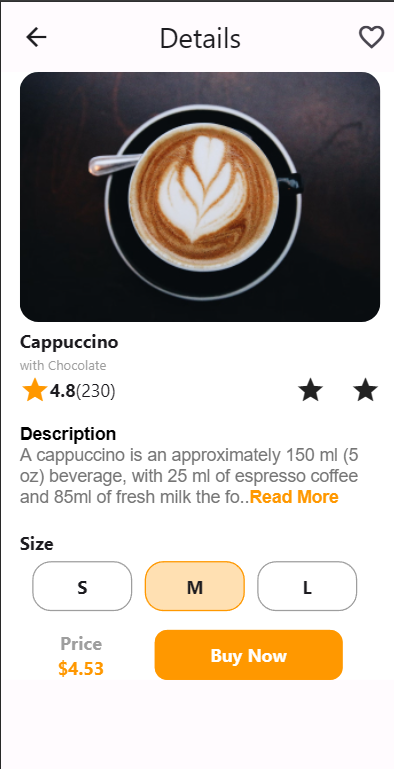 Details
Cappuccino
with Chocolate
4.8(230)
Description
A cappuccino is an approximately 150 ml (5
oz) beverage, with 25 ml of espresso coffee
and 85ml of fresh milk the fo..Read More
Size
S M L
Price
$4.53
Buy Now